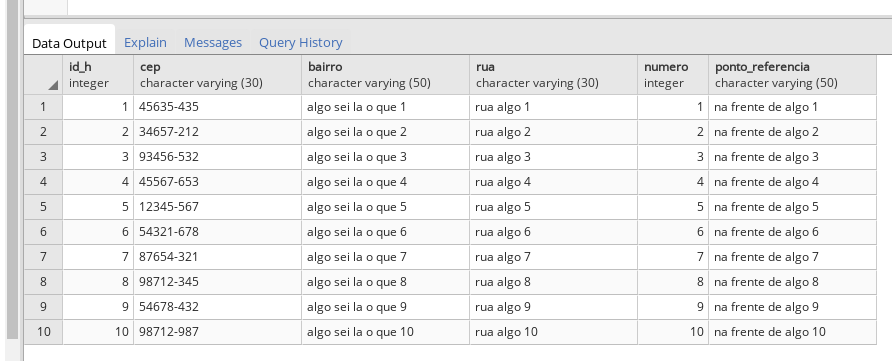 Data Output Explain Messages Query History
id_h cep bairro rua numero ponto_referencia
integer character varying (30) character varying (50) character varying (30) integer character varying (50)
1 1 45635-435 algo sei la o que 1 rua algo 1 1 na frente de algo 1
2 2 34657-212 algo sei la o que 2 rua algo 2 2 na frente de algo 2
3 3 93456-532 algo sei la o que 3 rua algo 3 3 na frente de algo 3
4 4 45567-653 algo sei la o que 4 rua algo 4 4 na frente de algo 4
5 5 12345-567 algo sei la o que 5 rua algo 5 5 na frente de algo 5
6 6 54321-678 algo sei la o que 6 rua algo 6 6 na frente de algo 6
7 7 87654-321 algo sei la o que 7 rua algo 7 7 na frente de algo 7
8 8 98712-345 algo sei la o que 8 rua algo 8 8 na frente de algo 8
9 9 54678-432 algo sei la o que 9 rua algo 9 9 na frente de algo 9
10 10 98712-987 algo sei la o que 10 rua algo 10 10 na frente de algo 10